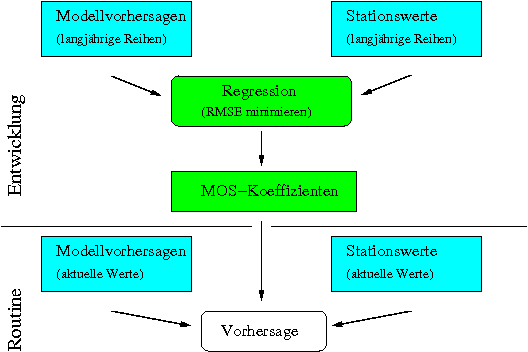 Modellvorhersagen
(langjährige Reihen)
Stationswerte
(langjährige Reihen)
Regression
(RMSE minimieren)
MOS-Koeffizienten
Entwicklung
Modellvorhersagen
(aktuelle Werte)
Stationswerte
(aktuelle Werte)
Vorhersage
Routine